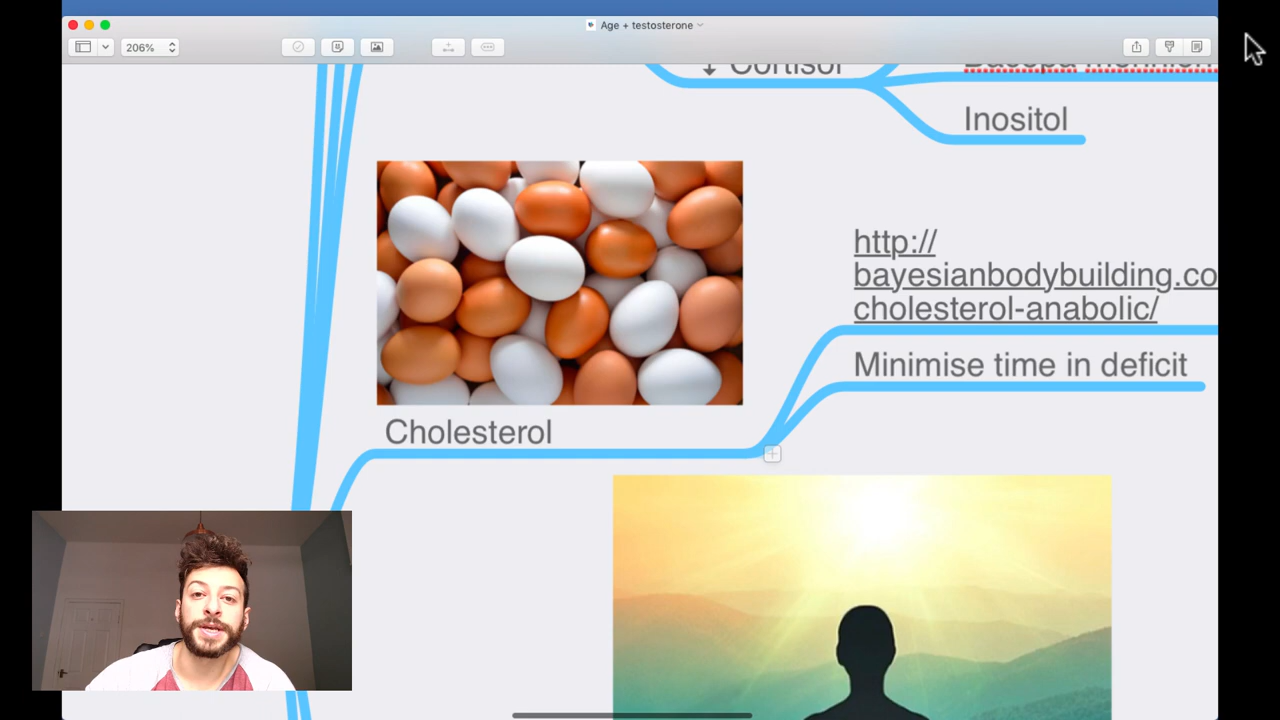 Age + testosterone
206%
Cortisol
Inositol
http://
bayesianbodybuilding.co
cholesterol-anabolic/
Minimise time in deficit
Cholesterol